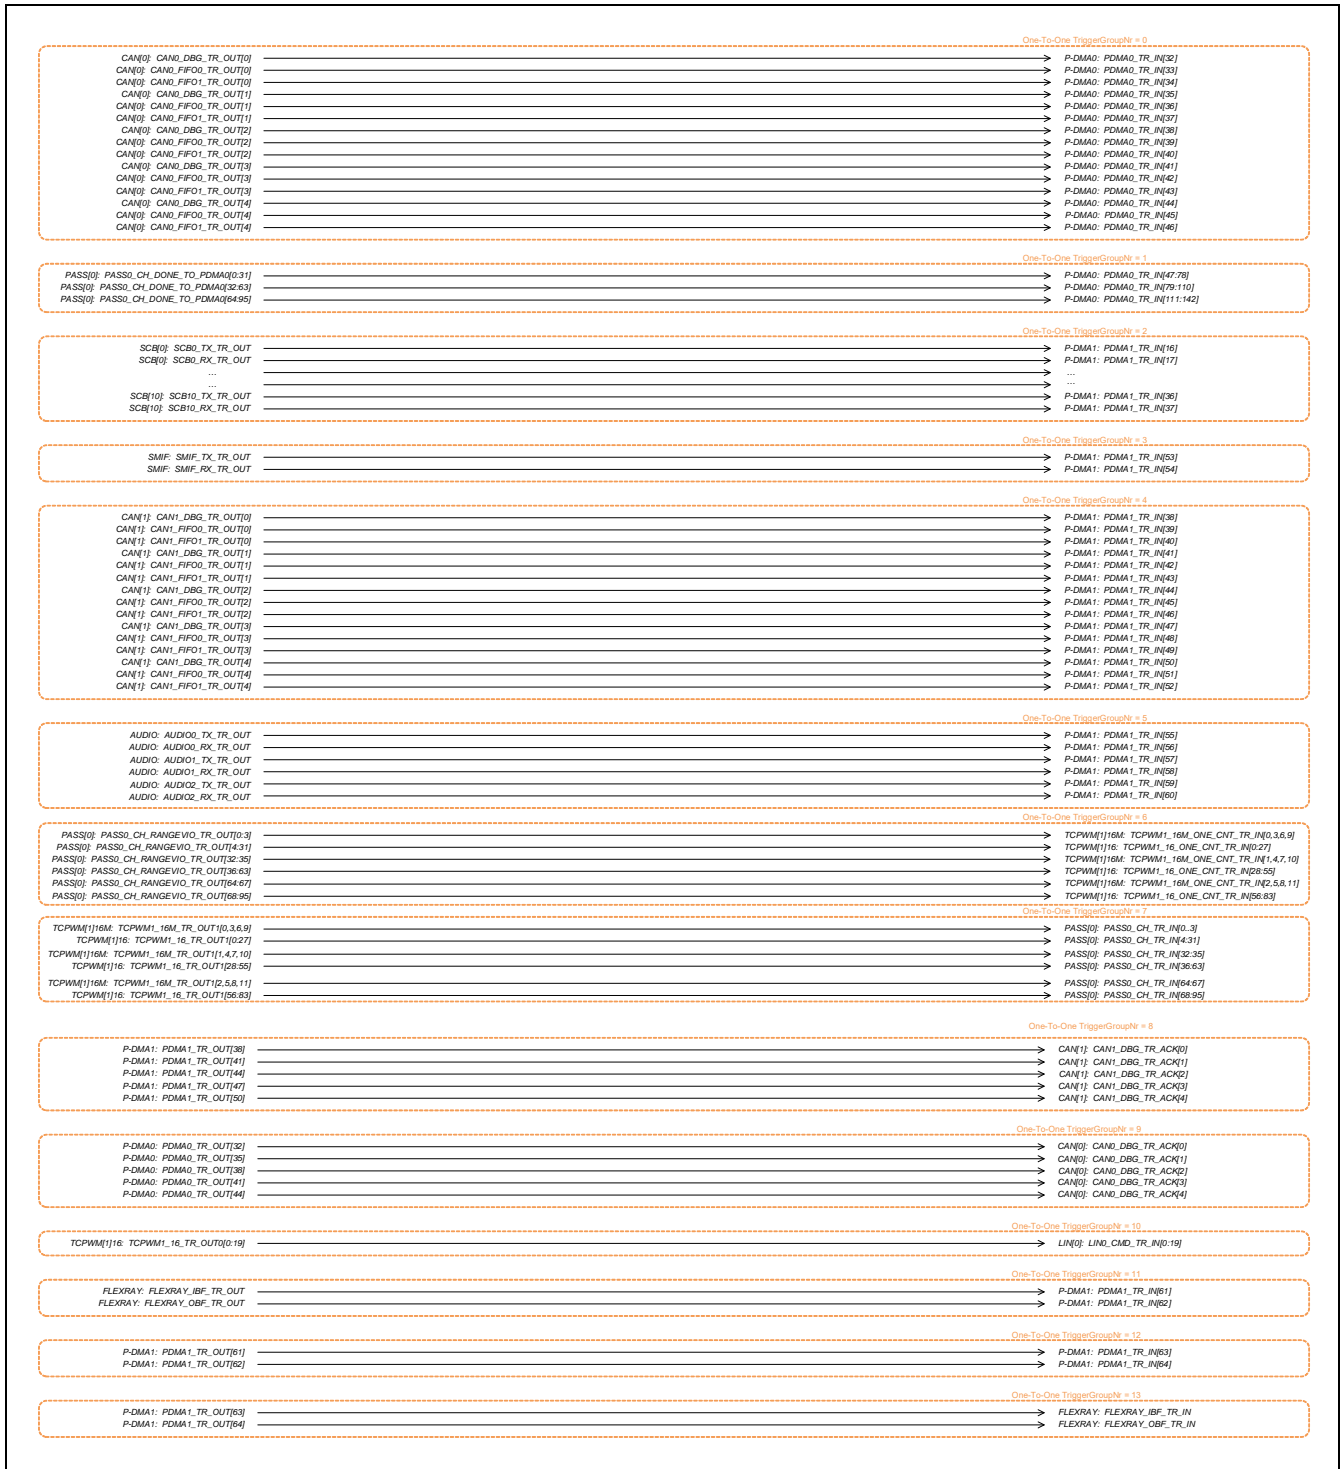 One-To-One TriggerGroupNr = 0
CAN[0]: CAN0_DBG_TR_OUT[0] P-DMA0: PDMA0_TR_IN[32]
CAN[0]: CAN0_FIFO0_TR_OUT[0] P-DMA0: PDMA0_TR_IN[33]
CAN[0]: CAN0_FIFO1_TR_OUT[0] P-DMA0: PDMA0_TR_IN[34]
CAN[0]: CAN0_DBG_TR_OUT[1] P-DMA0: PDMA0_TR_IN[35]
CAN[0]: CAN0_FIFO0_TR_OUT[1] P-DMA0: PDMA0_TR_IN[36]
CAN[0]: CAN0_FIFO1_TR_OUT[1] P-DMA0: PDMA0_TR_IN[37]
CAN[0]: CAN0_DBG_TR_OUT[2] P-DMA0: PDMA0_TR_IN[38]
CAN[0]: CAN0_FIFO0_TR_OUT[2] P-DMA0: PDMA0_TR_IN[39]
CAN[0]: CAN0_FIFO1_TR_OUT[2] P-DMA0: PDMA0_TR_IN[40]
CAN[0]: CAN0_DBG_TR_OUT[3] P-DMA0: PDMA0_TR_IN[41]
CAN[0]: CAN0_FIFO0_TR_OUT[3] P-DMA0: PDMA0_TR_IN[42]
CAN[0]: CAN0_FIFO1_TR_OUT[3] P-DMA0: PDMA0_TR_IN[43]
CAN[0]: CAN0_DBG_TR_OUT[4] P-DMA0: PDMA0_TR_IN[44]
CAN[0]: CAN0_FIFO0_TR_OUT[4] P-DMA0: PDMA0_TR_IN[45]
CAN[0]: CAN0_FIFO1_TR_OUT[4] P-DMA0: PDMA0_TR_IN[46]
One-To-One TriggerGroupNr = 1
PASS[0]: PASS0_CH_DONE_TO_PDMA0[0:31] P-DMA0: PDMA0_TR_IN[47:78]
PASS[0]: PASS0_CH_DONE_TO_PDMA0[32:63] P-DMA0: PDMA0_TR_IN[79:110]
PASS[0]: PASS0_CH_DONE_TO_PDMA0[64:95] P-DMA0: PDMA0_TR_IN[111:142]
One-To-One TriggerGroupNr = 2
SCB[0]: SCB0_TX_TR_OUT P-DMA1: PDMA1_TR_IN[16]
SCB[0]: SCB0_RX_TR_OUT P-DMA1: PDMA1_TR_IN[17]
... ...
... ...
SCB[10]: SCB10_TX_TR_OUT P-DMA1: PDMA1_TR_IN[36]
SCB[10]: SCB10_RX_TR_OUT P-DMA1: PDMA1_TR_IN[37]
One-To-One TriggerGroupNr = 3
SMIF: SMIF_TX_TR_OUT P-DMA1: PDMA1_TR_IN[53]
SMIF: SMIF_RX_TR_OUT P-DMA1: PDMA1_TR_IN[54]
One-To-One TriggerGroupNr = 4
CAN[1]: CAN1_DBG_TR_OUT[0] P-DMA1: PDMA1_TR_IN[38]
CAN[1]: CAN1_FIFO0_TR_OUT[0] P-DMA1: PDMA1_TR_IN[39]
CAN[1]: CAN1_FIFO1_TR_OUT[0] P-DMA1: PDMA1_TR_IN[40]
CAN[1]: CAN1_DBG_TR_OUT[1] P-DMA1: PDMA1_TR_IN[41]
CAN[1]: CAN1_FIFO0_TR_OUT[1] P-DMA1: PDMA1_TR_IN[42]
CAN[1]: CAN1_FIFO1_TR_OUT[1] P-DMA1: PDMA1_TR_IN[43]
CAN[1]: CAN1_DBG_TR_OUT[2] P-DMA1: PDMA1_TR_IN[44]
CAN[1]: CAN1_FIFO0_TR_OUT[2] P-DMA1: PDMA1_TR_IN[45]
CAN[1]: CAN1_FIFO1_TR_OUT[2] P-DMA1: PDMA1_TR_IN[46]
CAN[1]: CAN1_DBG_TR_OUT[3] P-DMA1: PDMA1_TR_IN[47]
CAN[1]: CAN1_FIFO0_TR_OUT[3] P-DMA1: PDMA1_TR_IN[48]
CAN[1]: CAN1_FIFO1_TR_OUT[3] P-DMA1: PDMA1_TR_IN[49]
CAN[1]: CAN1_DBG_TR_OUT[4] P-DMA1: PDMA1_TR_IN[50]
CAN[1]: CAN1_FIFO0_TR_OUT[4] P-DMA1: PDMA1_TR_IN[51]
CAN[1]: CAN1_FIFO1_TR_OUT[4] P-DMA1: PDMA1_TR_IN[52]
One-To-One TriggerGroupNr = 5
AUDIO: AUDIO0_TX_TR_OUT P-DMA1: PDMA1_TR_IN[55]
AUDIO: AUDIO0_RX_TR_OUT P-DMA1: PDMA1_TR_IN[56]
AUDIO: AUDIO1_TX_TR_OUT P-DMA1: PDMA1_TR_IN[57]
AUDIO: AUDIO1_RX_TR_OUT P-DMA1: PDMA1_TR_IN[58]
AUDIO: AUDIO2_TX_TR_OUT P-DMA1: PDMA1_TR_IN[59]
AUDIO: AUDIO2_RX_TR_OUT P-DMA1: PDMA1_TR_IN[60]
One-To-One TriggerGroupNr = 6
PASS[0]: PASS0_CH_RANGEVIO_TR_OUT[0:3] TCPWM[1]16M: TCPWM1_16M_ONE_CNT_TR_IN[0,3,6,9]
PASS[0]: PASS0_CH_RANGEVIO_TR_OUT[4:31] TCPWM[1]16: TCPWM1_16_ONE_CNT_TR_IN[0:27]
PASS[0]: PASS0_CH_RANGEVIO_TR_OUT[32:35] TCPWM[1]16M: TCPWM1_16M_ONE_CNT_TR_IN[1,4,7,10]
PASS[0]: PASS0_CH_RANGEVIO_TR_OUT[36:63] TCPWM[1]16: TCPWM1_16_ONE_CNT_TR_IN[28:55]
PASS[0]: PASS0_CH_RANGEVIO_TR_OUT[64:67] TCPWM[1]16M: TCPWM1_16M_ONE_CNT_TR_IN[2,5,8,11]
PASS[0]: PASS0_CH_RANGEVIO_TR_OUT[68:95] TCPWM[1]16: TCPWM1_16_ONE_CNT_TR_IN[56:83]
One-To-One TriggerGroupNr = 7
TCPWM[1]16M: TCPWM1_16M_TR_OUT1[0,3,6,9] PASS[0]: PASS0_CH_TR_IN[0..3]
TCPWM[1]16: TCPWM1_16_TR_OUT1[0:27] PASS[0]: PASS0_CH_TR_IN[4:31]
TCPWM[1]16M: TCPWM1_16M_TR_OUT1[1,4,7,10] PASS[0]: PASS0_CH_TR_IN[32:35]
TCPWM[1]16: TCPWM1_16_TR_OUT1[28:55] PASS[0]: PASS0_CH_TR_IN[36:63]
TCPWM[1]16M: TCPWM1_16M_TR_OUT1[2,5,8,11] PASS[0]: PASS0_CH_TR_IN[64:67]
TCPWM[1]16: TCPWM1_16_TR_OUT1[56:83] PASS[0]: PASS0_CH_TR_IN[68:95]
One-To-One TriggerGroupNr = 8
P-DMA1: PDMA1_TR_OUT[38] CAN[1]: CAN1_DBG_TR_ACK[0]
P-DMA1: PDMA1_TR_OUT[41] CAN[1]: CAN1_DBG_TR_ACK[1]
P-DMA1: PDMA1_TR_OUT[44] CAN[1]: CAN1_DBG_TR_ACK[2]
P-DMA1: PDMA1_TR_OUT[47] CAN[1]: CAN1_DBG_TR_ACK[3]
P-DMA1: PDMA1_TR_OUT[50] CAN[1]: CAN1_DBG_TR_ACK[4]
One-To-One TriggerGroupNr = 9
P-DMA0: PDMA0_TR_OUT[32] CAN[0]: CAN0_DBG_TR_ACK[0]
P-DMA0: PDMA0_TR_OUT[35] CAN[0]: CAN0_DBG_TR_ACK[1]
P-DMA0: PDMA0_TR_OUT[38] CAN[0]: CAN0_DBG_TR_ACK[2]
P-DMA0: PDMA0_TR_OUT[41] CAN[0]: CAN0_DBG_TR_ACK[3]
P-DMA0: PDMA0_TR_OUT[44] CAN[0]: CAN0_DBG_TR_ACK[4]
One-To-One TriggerGroupNr = 10
TCPWM[1]16: TCPWM1_16_TR_OUT0[0:19] LIN[0]: LIN0_CMD_TR_IN[0:19]
One-To-One TriggerGroupNr = 11
FLEXRAY: FLEXRAY_IBF_TR_OUT P-DMA1: PDMA1_TR_IN[61]
FLEXRAY: FLEXRAY_OBF_TR_OUT P-DMA1: PDMA1_TR_IN[62]
One-To-One TriggerGroupNr = 12
P-DMA1: PDMA1_TR_OUT[61] P-DMA1: PDMA1_TR_IN[63]
P-DMA1: PDMA1_TR_OUT[62] P-DMA1: PDMA1_TR_IN[64]
One-To-One TriggerGroupNr = 13
P-DMA1: PDMA1_TR_OUT[63] FLEXRAY: FLEXRAY_IBF_TR_IN
P-DMA1: PDMA1_TR_OUT[64] FLEXRAY: FLEXRAY_OBF_TR_IN